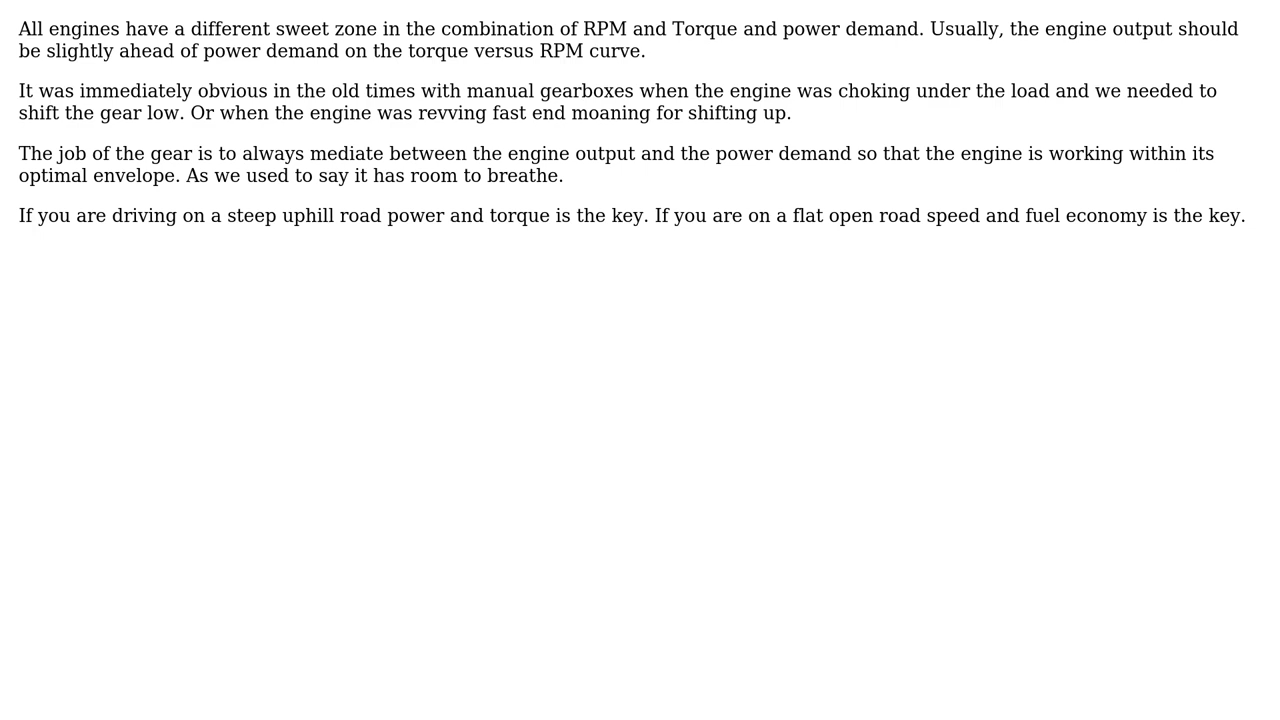 All engines have a different sweet zone in the combination of RPM and Torque and power demand. Usually, the engine output should
be slightly ahead of power demand on the torque versus RPM curve.
It was immediately obvious in the old times with manual gearboxes when the engine was choking under the load and we needed to
shift the gear low. Or when the engine was revving fast end moaning for shifting up.
The job of the gear is to always mediate between the engine output and the power demand so that the engine is working within its
optimal envelope. As we used to say it has room to breathe.
If you are driving on a steep uphill road power and torque is the key. If you are on a flat open road speed and fuel economy is the key.